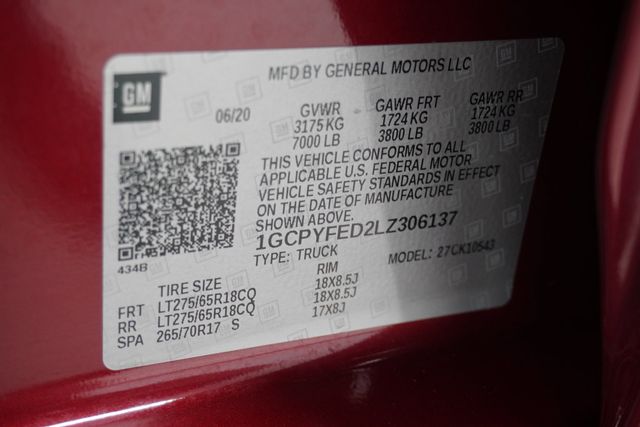 MFD BY GENERAL MOTORS LLC
GM
06/20
GVWR GAWR FRT GAWR RR
3175 KG 1724 KG 1724 KG
7000 LB 3800 LB 3800 LB
THIS VEHICLE CONFORMS TO ALL
APPLICABLE U.S. FEDERAL MOTOR
VEHICLE SAFETY STANDARDS IN EFFECT
ON THE DATE OF MANUFACTURE
SHOWN ABOVE.
1GCPYFED2LZ306137
434B
TYPE: TRUCK MODEL: 27CK10543
TIRE SIZE RIM
FRT LT275/65R18CQ 18X8.5J
RR LT275/65R18CQ 18X8.5J
SPA 265/70R17 S 17X8J